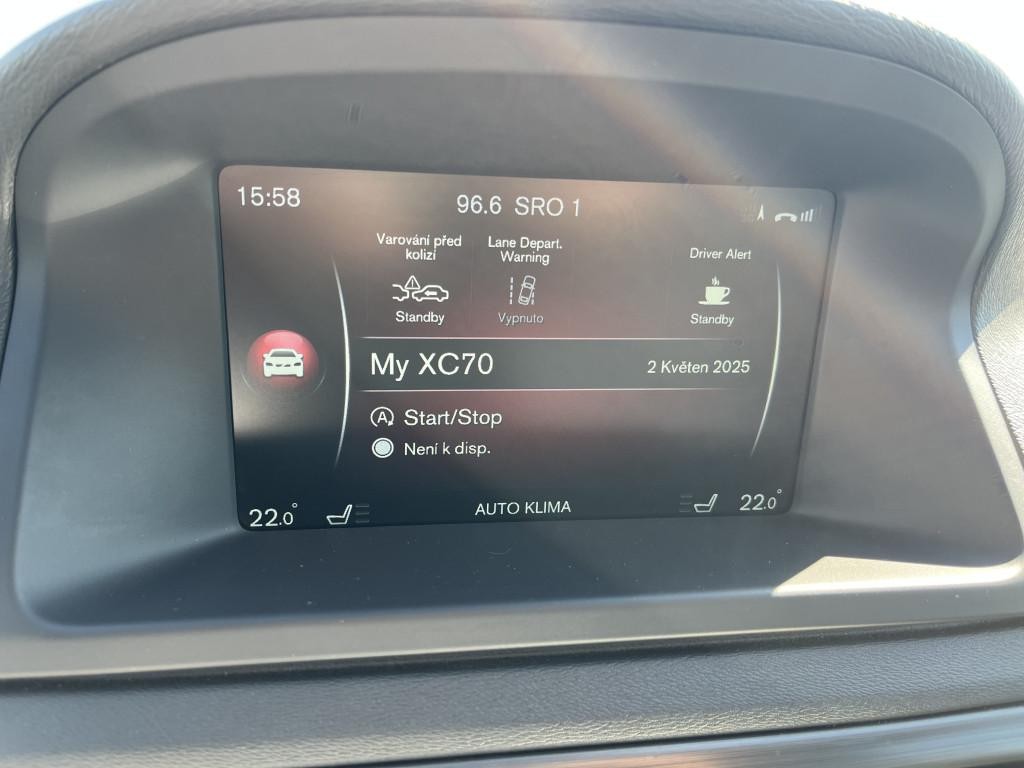 15:58
96.6 SRO 1
Varování před
kolizí
Lane Depart.
Warning
Driver Alert
Standby
Vypnuto
Standby
My XC70
2 Květen 2025
A Start/Stop
Není k disp.
22.0°
AUTO KLIMA
22.0°